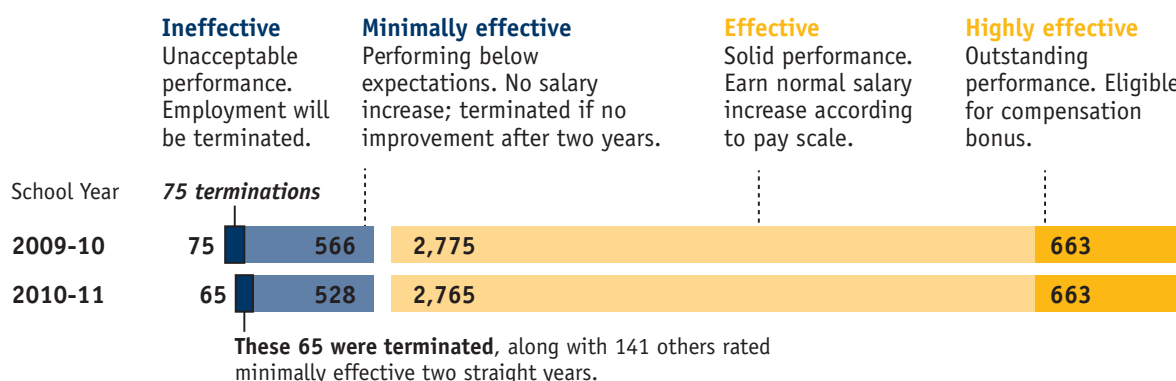 Ineffective
Unacceptable
performance.
Employment will
be terminated.
Minimally effective
Performing below
expectations. No salary
increase; terminated if no
improvement after two years.
Effective
Solid performance.
Earn normal salary
increase according
to pay scale.
Highly effective
Outstanding
performance. Eligible
for compensation
bonus.
School Year 75 terminations
2009-10 75 566 2,775 663
2010-11 65 528 2,765 663
These 65 were terminated, along with 141 others rated
minimally effective two straight years.